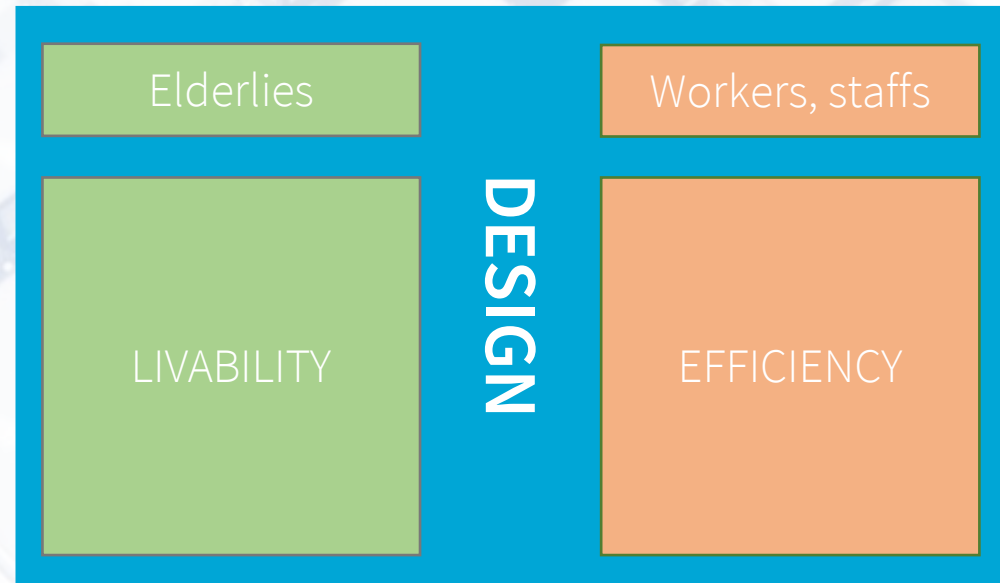 Elderlies
Workers, staffs
DESIGN
LIVABILITY
EFFICIENCY